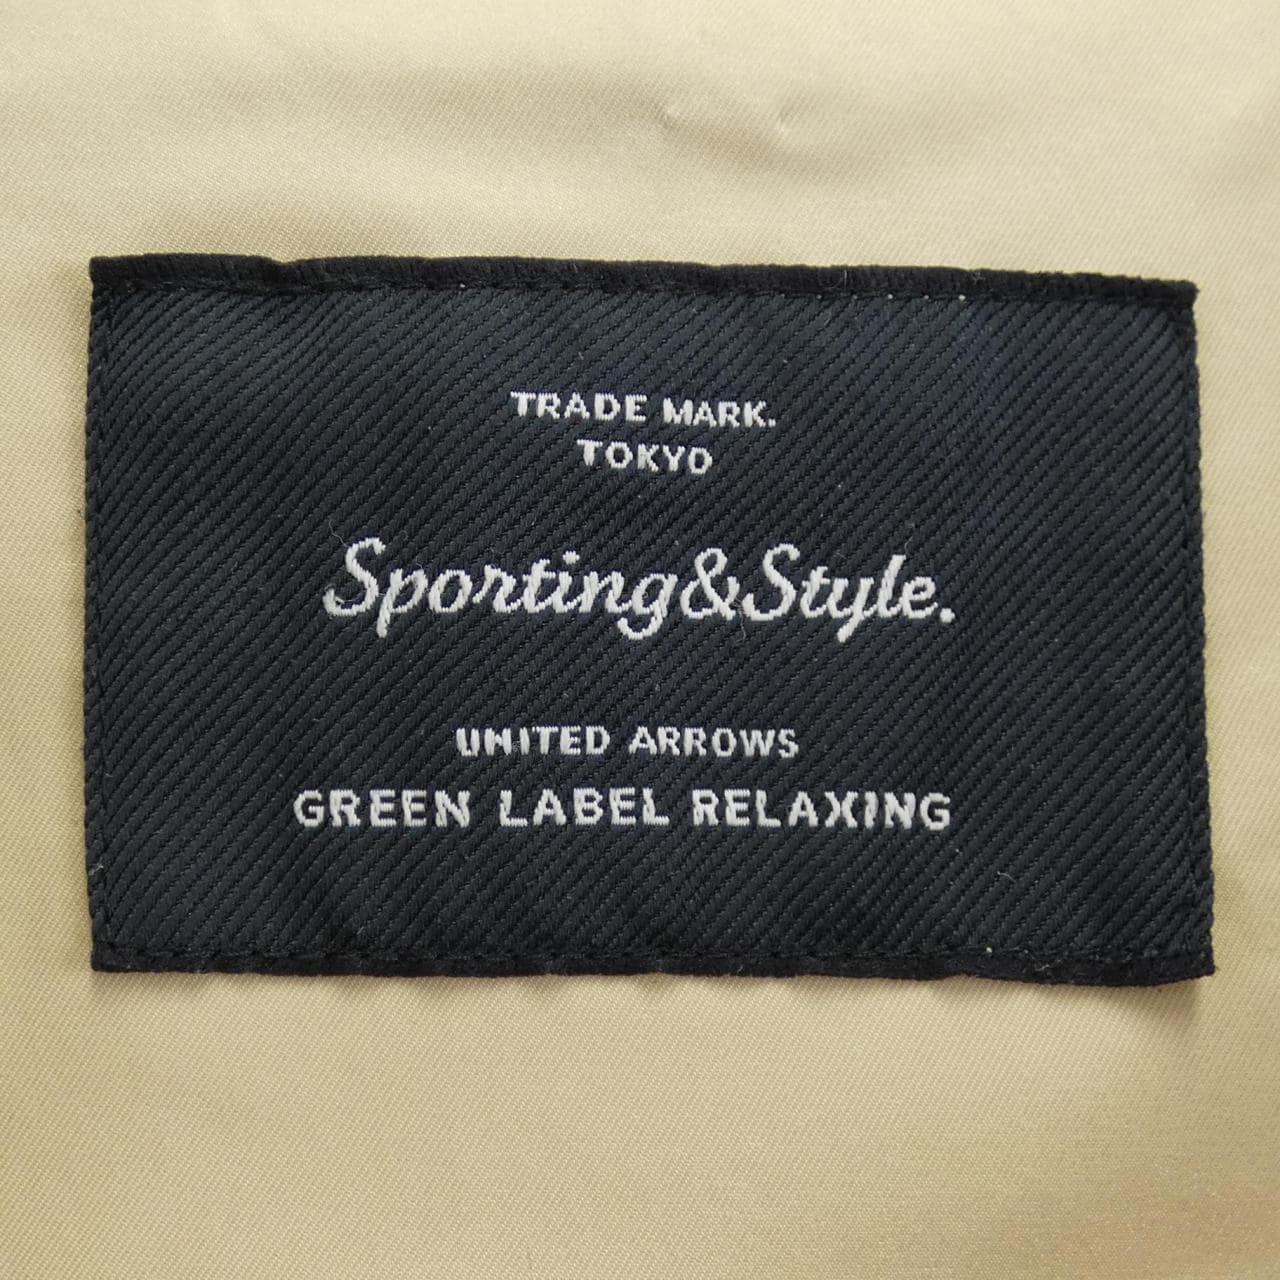 TRADE MARK.
TOKYO
Sporting&Style.
UNITED ARROWS
GREEN LABEL RELAXING